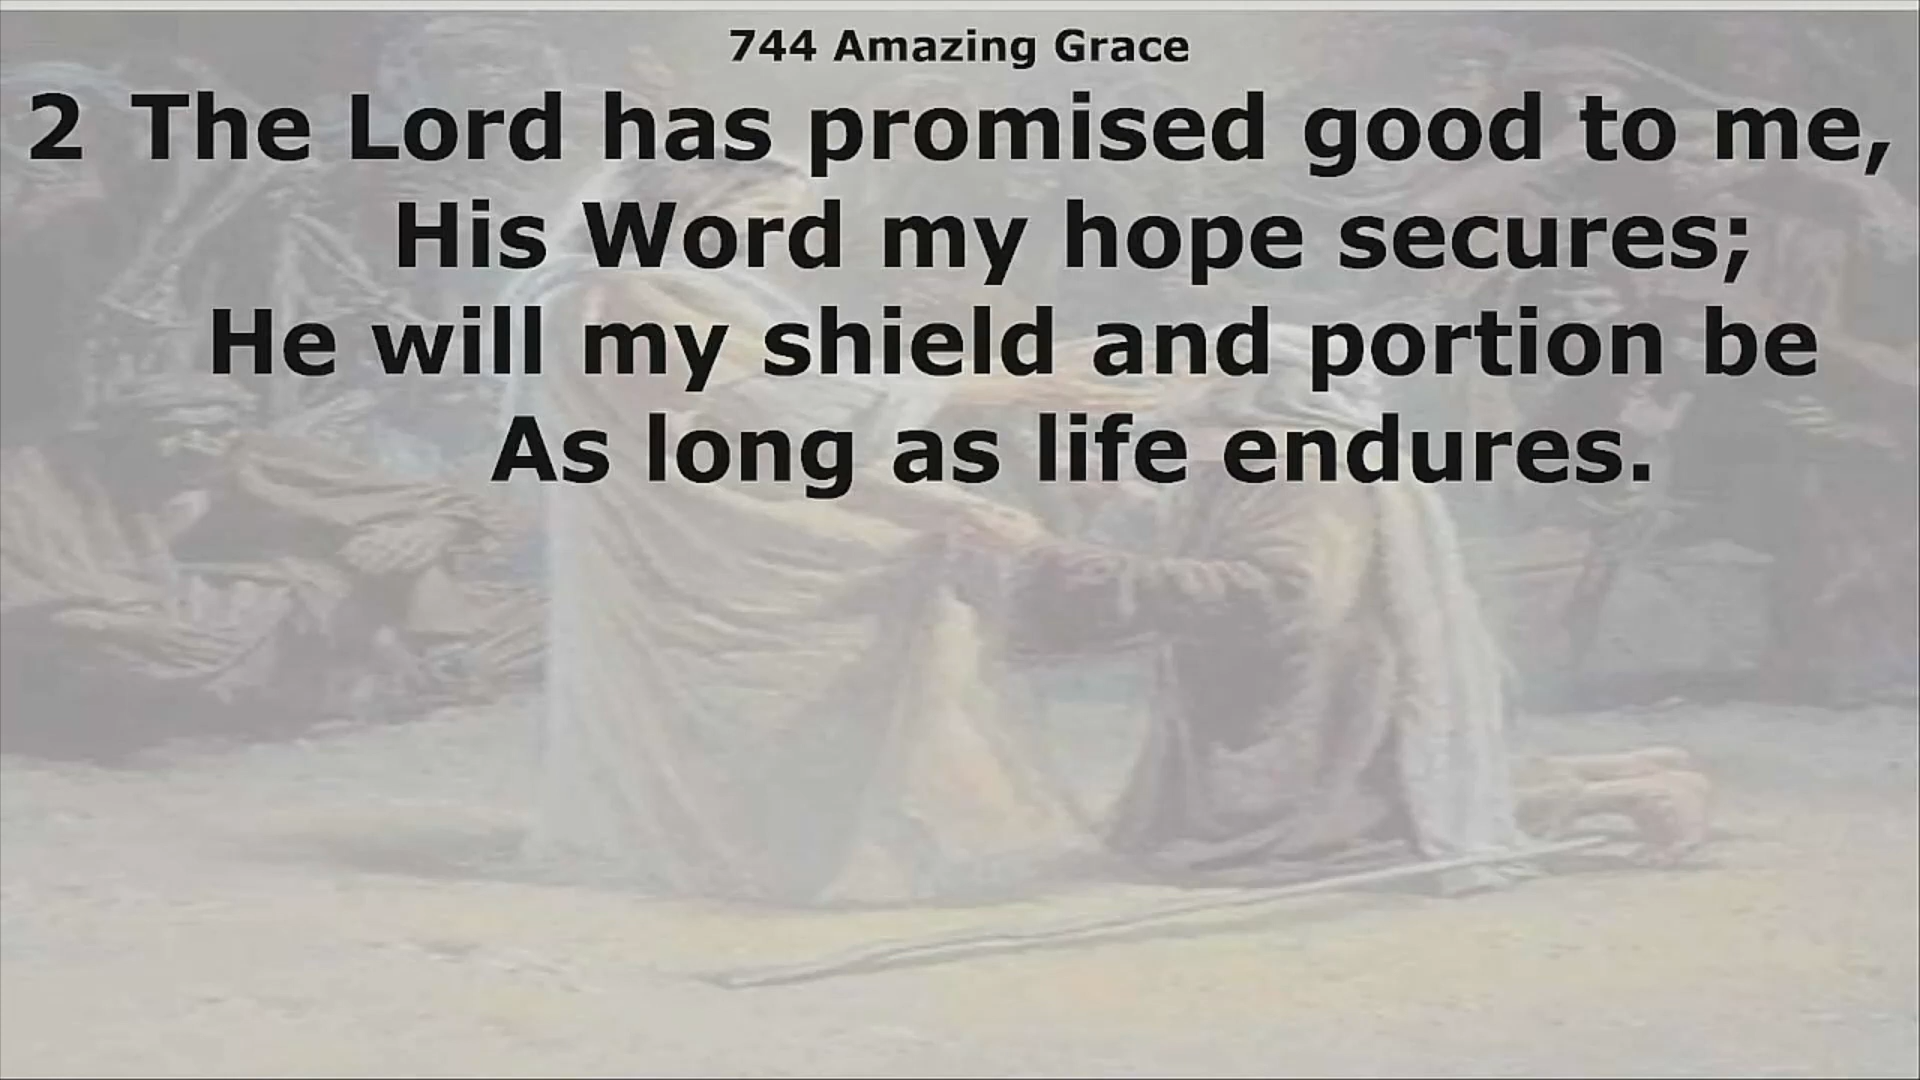 744 Amazing Grace
2 The Lord has promised good to me,
His Word my hope secures;
He will my shield and portion be
As long as life endures.